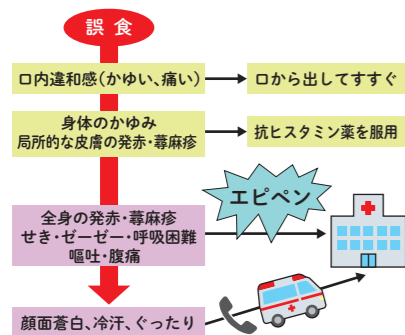 誤食
口内違和感(かゆい、痛い)
口から出してすすぐ
身体のかゆみ
局所的な皮膚の発赤・蕁麻疹
抗ヒスタミン薬を服用
エピペン
全身の発赤・蕁麻疹
せき・ゼーゼー・呼吸困難
嘔吐・腹痛
顔面蒼白、冷汗、ぐったり